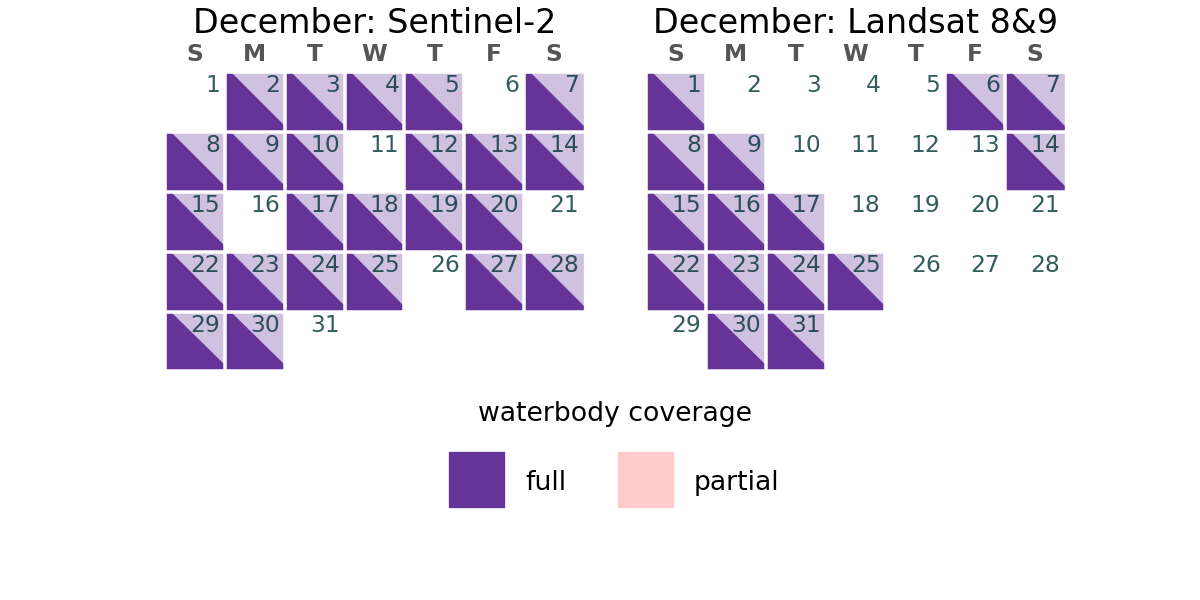 December: Sentinel-2
S M T W T F S
1 2 3 4 5 6 7
8 9 10 11 12 13 14
15 16 17 18 19 20 21
22 23 24 25 26 27 28
29 30 31
December: Landsat 8&9
S M T W T F S
1 2 3 4 5 6 7
8 9 10 11 12 13 14
15 16 17 18 19 20 21
22 23 24 25 26 27 28
29 30 31
waterbody coverage
full partial